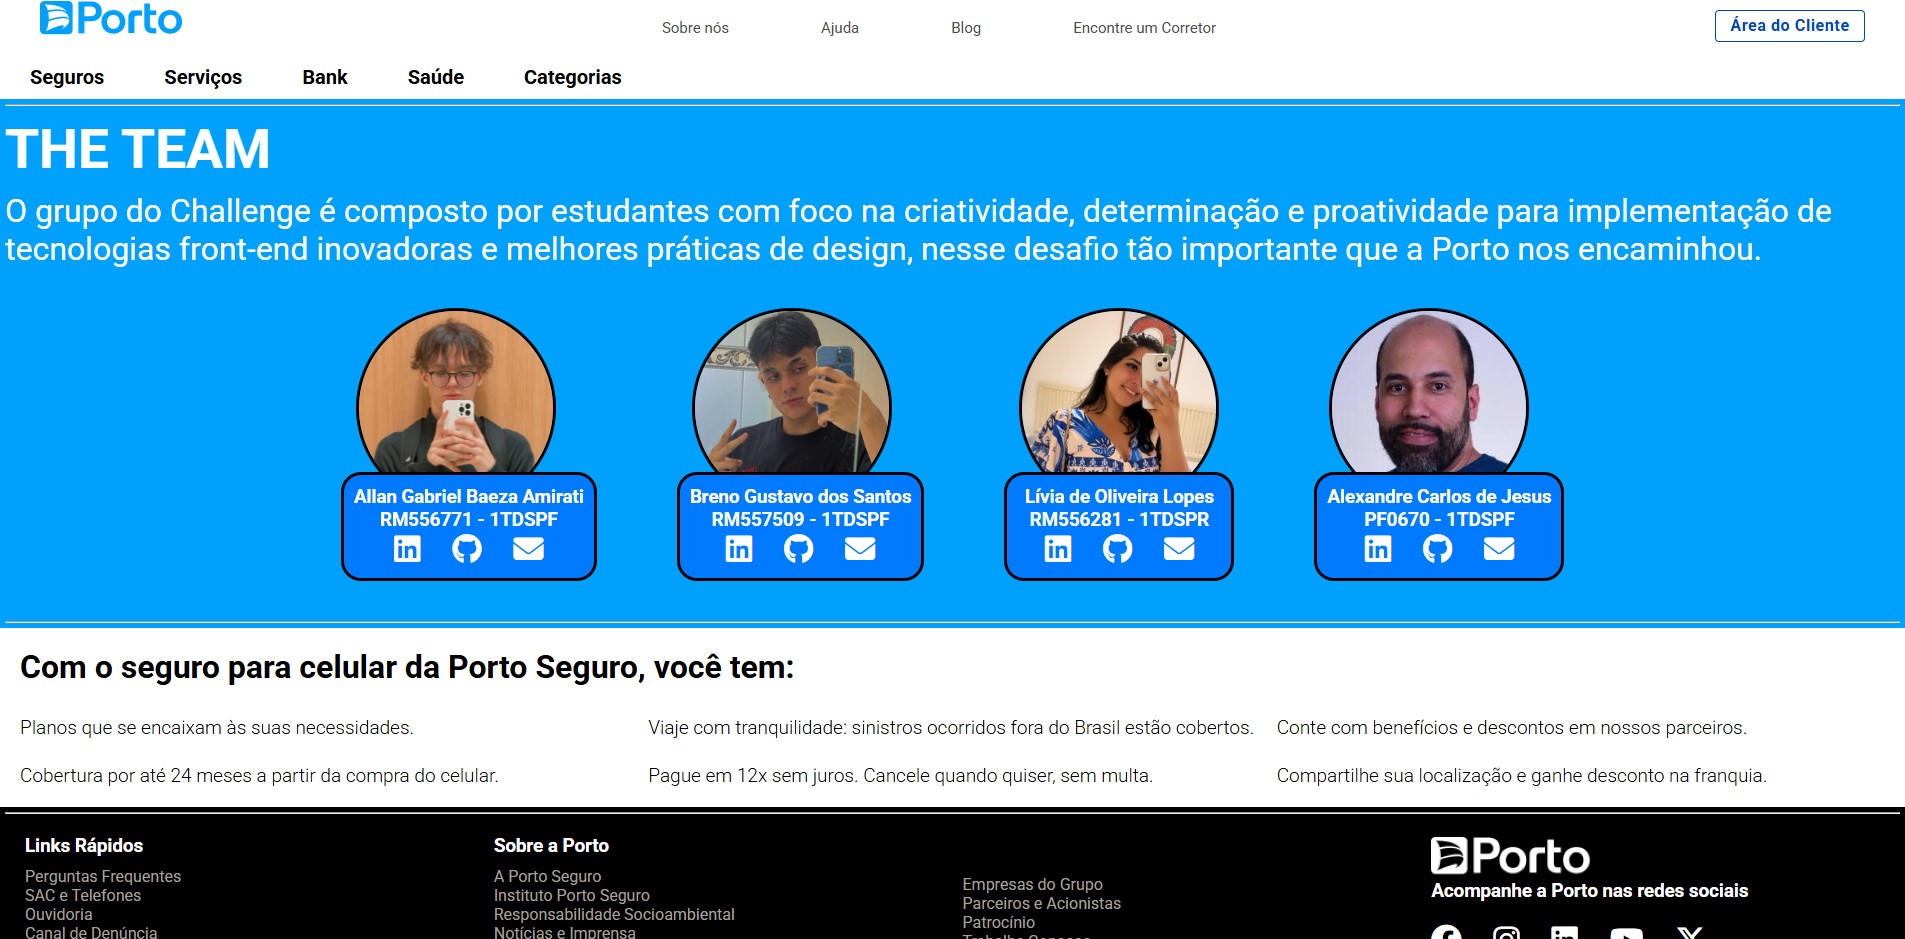 Porto
Sobre nós
Ajuda
Blog
Encontre um Corretor
Área do Cliente
Seguros
Serviços
Bank
Saúde
Categorias
THE TEAM
O grupo do Challenge é composto por estudantes com foco na criatividade, determinação e proatividade para implementação de
tecnologias front-end inovadoras e melhores práticas de design, nesse desafio tão importante que a Porto nos encaminhou.
Allan Gabriel Baeza Amirati
RM556771 - 1TDSPF
Breno Gustavo dos Santos
RM557509 - 1TDSPF
Lívia de Oliveira Lopes
RM556281 - 1TDSPR
Alexandre Carlos de Jesus
PF0670 - 1TDSPF
Com o seguro para celular da Porto Seguro, você tem:
Planos que se encaixam às suas necessidades.
Viaje com tranquilidade: sinistros ocorridos fora do Brasil estão cobertos.
Conte com benefícios e descontos em nossos parceiros.
Cobertura por até 24 meses a partir da compra do celular.
Pague em 12x sem juros. Cancele quando quiser, sem multa.
Compartilhe sua localização e ganhe desconto na franquia.
Links Rápidos
Perguntas Frequentes
SAC e Telefones
Ouvidoria
Canal de Denúncia
Sobre a Porto
A Porto Seguro
Instituto Porto Seguro
Responsabilidade Socioambiental
Notícias e Imprensa
Empresas do Grupo
Parceiros e Acionistas
Patrocínio
Porto
Acompanhe a Porto nas redes sociais